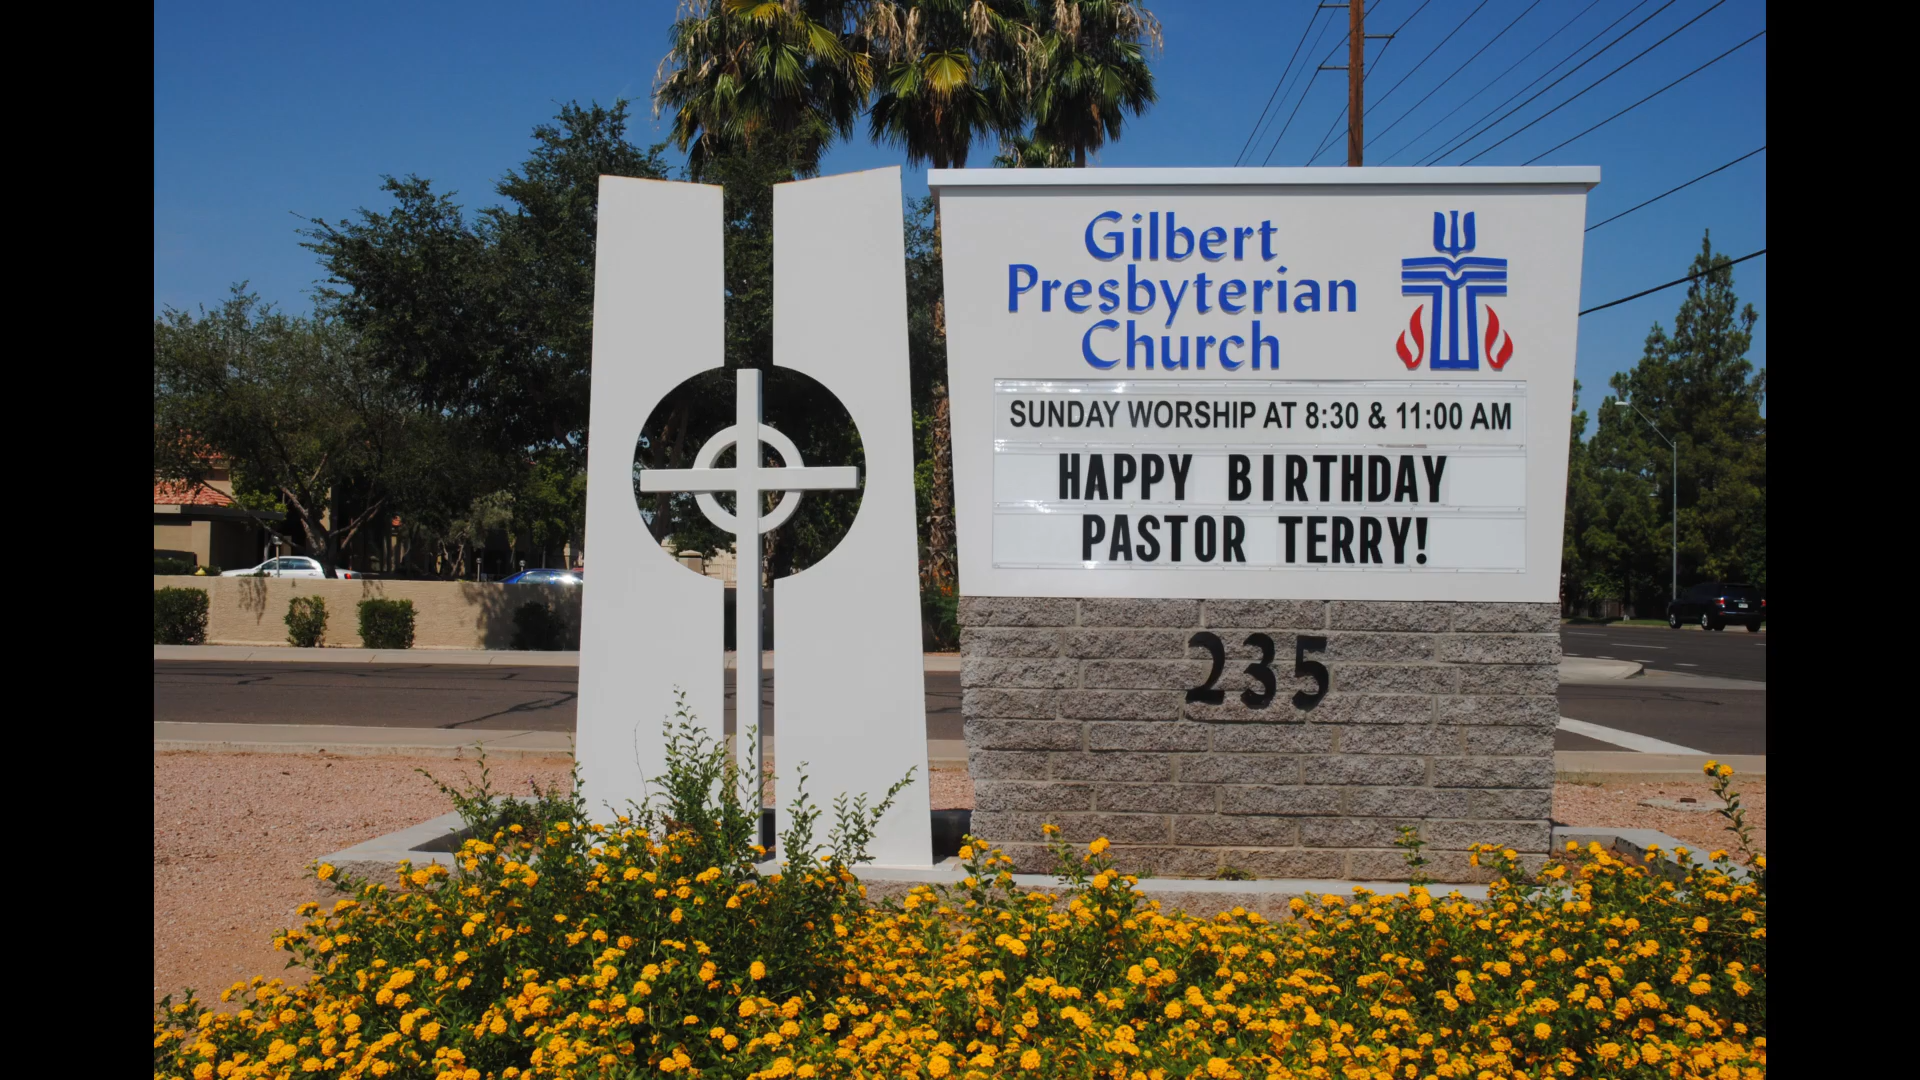 Gilbert
Presbyterian
Church
SUNDAY WORSHIP AT 8:30 & 11:00 AM
HAPPY BIRTHDAY
PASTOR TERRY!
235